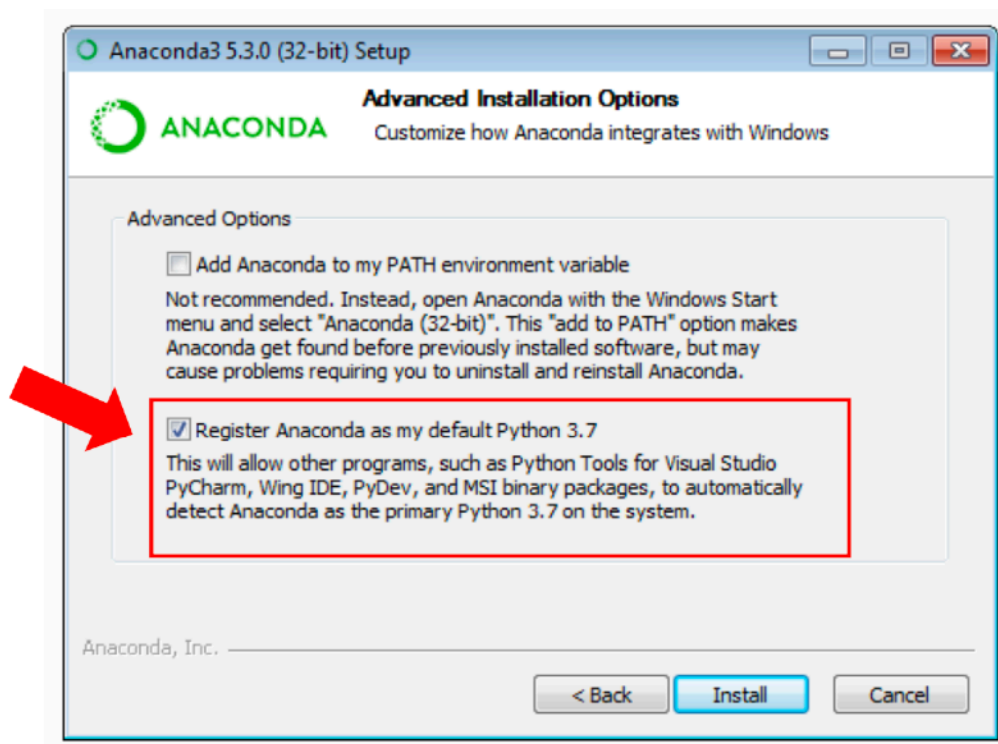 Anaconda3 5.3.0 (32-bit) Setup
ANACONDA
Advanced Installation Options
Customize how Anaconda integrates with Windows
Advanced Options
Add Anaconda to my PATH environment variable
Not recommended. Instead, open Anaconda with the Windows Start
menu and select "Anaconda (32-bit)". This "add to PATH" option makes
Anaconda get found before previously installed software, but may
cause problems requiring you to uninstall and reinstall Anaconda.
Register Anaconda as my default Python 3.7
This will allow other programs, such as Python Tools for Visual Studio
PyCharm, Wing IDE, PyDev, and MSI binary packages, to automatically
detect Anaconda as the primary Python 3.7 on the system.
Anaconda, Inc.
< Back
Install
Cancel